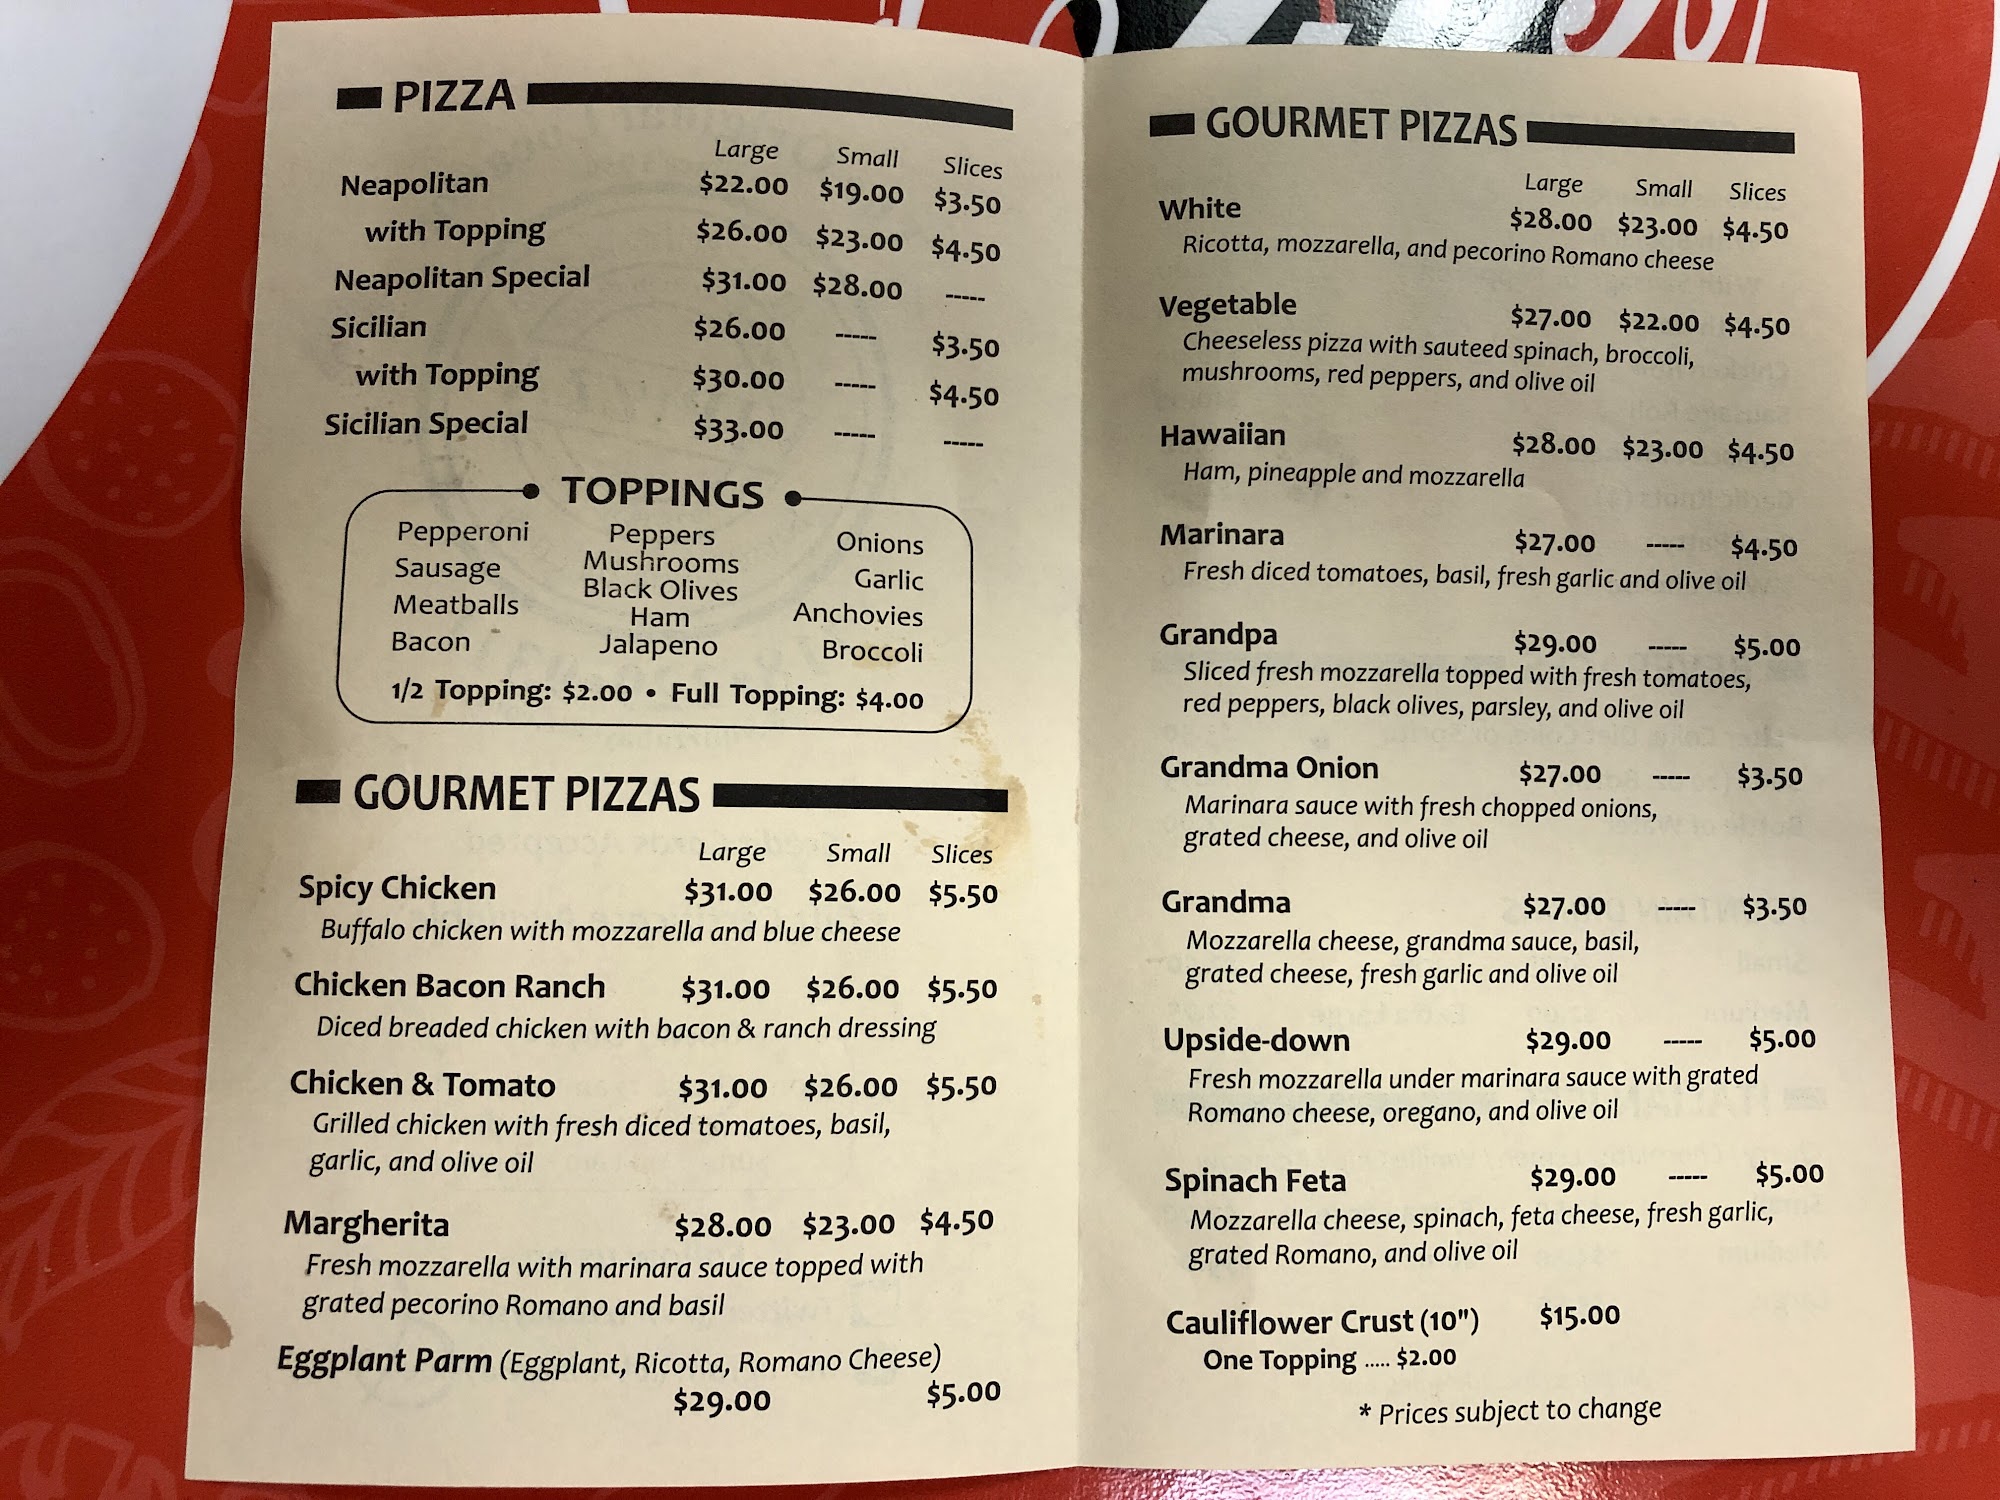 PIZZA
Large Small Slices
Neapolitan $22.00 $19.00 $3.50
with Topping $26.00 $23.00 $4.50
Neapolitan Special $31.00 $28.00 -----
Sicilian $26.00 ----- $3.50
with Topping $30.00 ----- $4.50
Sicilian Special $33.00 ----- -----
TOPPINGS
Pepperoni
Sausage
Meatballs
Bacon
Peppers
Mushrooms
Black Olives
Ham
Jalapeno
Onions
Garlic
Anchovies
Broccoli
1/2 Topping: $2.00 • Full Topping: $4.00
GOURMET PIZZAS
Large Small Slices
Spicy Chicken $31.00 $26.00 $5.50
Buffalo chicken with mozzarella and blue cheese
Chicken Bacon Ranch $31.00 $26.00 $5.50
Diced breaded chicken with bacon & ranch dressing
Chicken & Tomato $31.00 $26.00 $5.50
Grilled chicken with fresh diced tomatoes, basil,
garlic, and olive oil
Margherita $28.00 $23.00 $4.50
Fresh mozzarella with marinara sauce topped with
grated pecorino Romano and basil
Eggplant Parm (Eggplant, Ricotta, Romano Cheese)
$29.00 $5.00
GOURMET PIZZAS
Large Small Slices
White $28.00 $23.00 $4.50
Ricotta, mozzarella, and pecorino Romano cheese
Vegetable $27.00 $22.00 $4.50
Cheeseless pizza with sauteed spinach, broccoli,
mushrooms, red peppers, and olive oil
Hawaiian $28.00 $23.00 $4.50
Ham, pineapple and mozzarella
Marinara $27.00 ----- $4.50
Fresh diced tomatoes, basil, fresh garlic and olive oil
Grandpa $29.00 ----- $5.00
Sliced fresh mozzarella topped with fresh tomatoes,
red peppers, black olives, parsley, and olive oil
Grandma Onion $27.00 ----- $3.50
Marinara sauce with fresh chopped onions,
grated cheese, and olive oil
Grandma $27.00 ----- $3.50
Mozzarella cheese, grandma sauce, basil,
grated cheese, fresh garlic and olive oil
Upside-down $29.00 ----- $5.00
Fresh mozzarella under marinara sauce with grated
Romano cheese, oregano, and olive oil
Spinach Feta $29.00 ----- $5.00
Mozzarella cheese, spinach, feta cheese, fresh garlic,
grated Romano, and olive oil
Cauliflower Crust (10") $15.00
One Topping ..... $2.00
* Prices subject to change